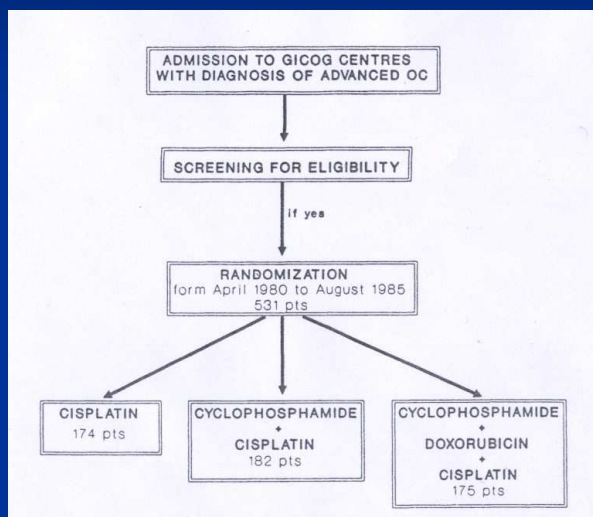 ADMISSION TO GICOG CENTRES
WITH DIAGNOSIS OF ADVANCED OC
SCREENING FOR ELIGIBILITY
if yes
RANDOMIZATION
form April 1980 to August 1985
531 pts
CISPLATIN
174 pts
CYCLOPHOSPHAMIDE
+
CISPLATIN
182 pts
CYCLOPHOSPHAMIDE
+
DOXORUBICIN
+
CISPLATIN
175 pts